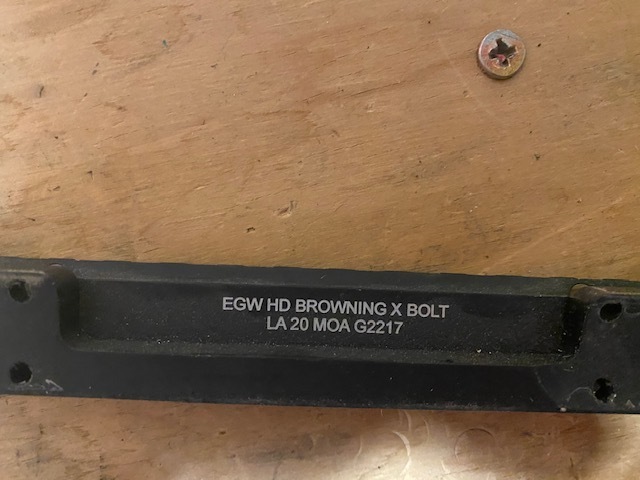 EGW HD BROWNING X BOLT
LA 20 MOA G2217